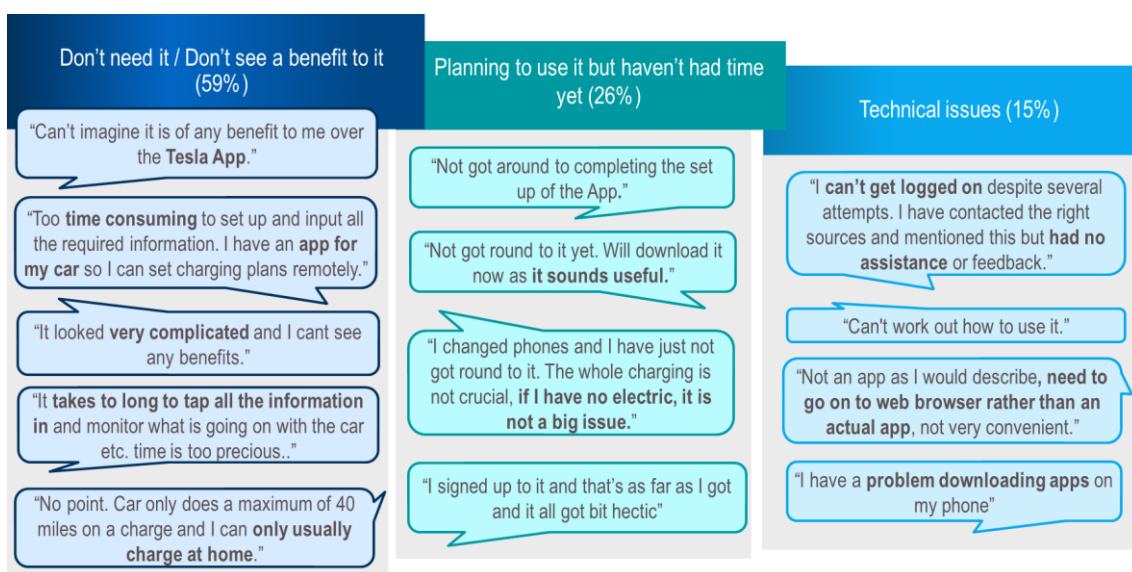 Don’t need it / Don’t see a benefit to it
(59%)
“Can’t imagine it is of any benefit to me over
the Tesla App.”
“Too time consuming to set up and input all
the required information. I have an app for
my car so I can set charging plans remotely.”
“It looked very complicated and I cant see
any benefits.”
“It takes to long to tap all the information
in and monitor what is going on with the car
etc. time is too precious..”
“No point. Car only does a maximum of 40
miles on a charge and I can only usually
charge at home.”
Planning to use it but haven’t had time
yet (26%)
“Not got around to completing the set
up of the App.”
“Not got round to it yet. Will download it
now as it sounds useful.”
“I changed phones and I have just not
got round to it. The whole charging is
not crucial, if I have no electric, it is
not a big issue.”
“I signed up to it and that’s as far as I got
and it all got bit hectic”
Technical issues (15%)
“I can’t get logged on despite several
attempts. I have contacted the right
sources and mentioned this but had no
assistance or feedback.”
“Can't work out how to use it.”
“Not an app as I would describe, need to
go on to web browser rather than an
actual app, not very convenient.”
“I have a problem downloading apps on
my phone”